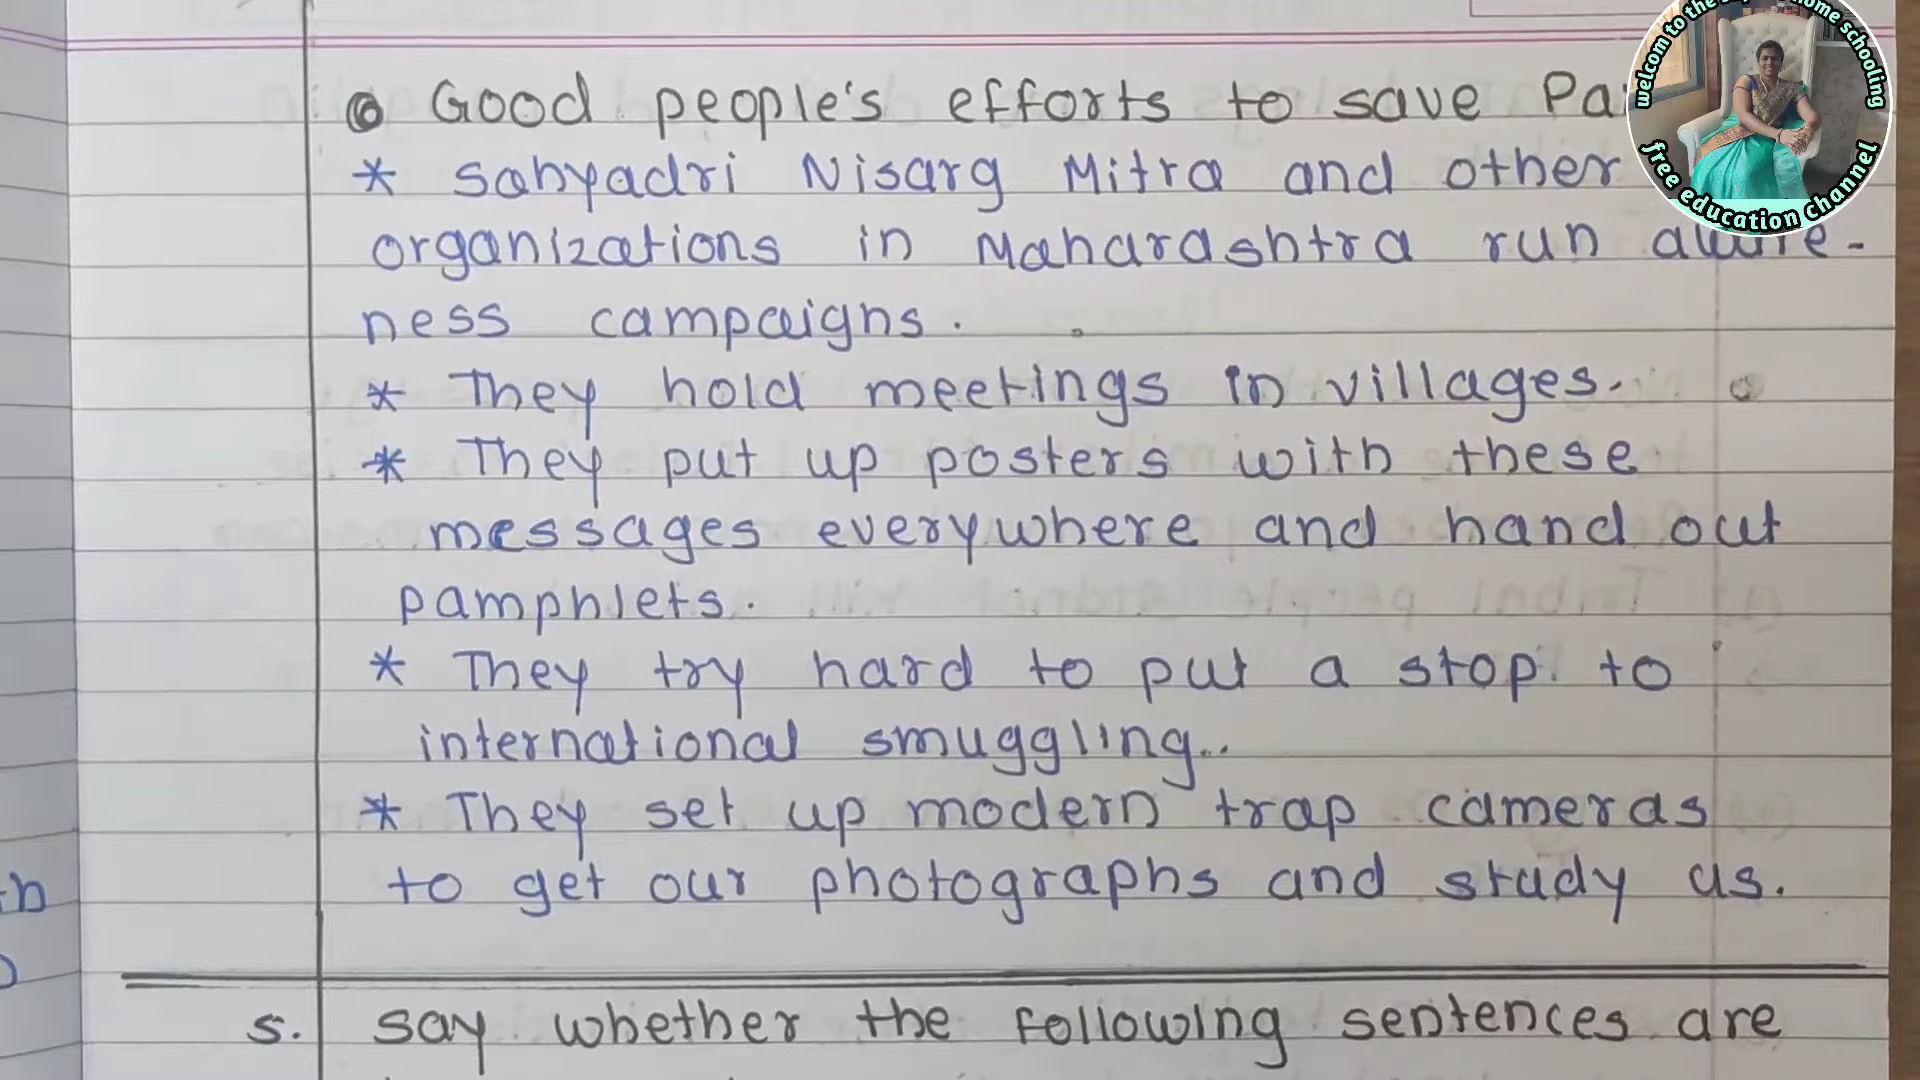 Good people's efforts to save Pa
* Sahyadri Nisarg Mitra and other
organizations in Maharashtra run aware-
ness campaigns.
* They hold meetings in villages.
* They put up posters with these
messages everywhere and hand out
pamphlets.
* They try hard to put a stop to
international smuggling..
* They set up modern trap cameras
to get our photographs and study us.
5. say whether the following sentences are
welcom to the home schooling
free education channel